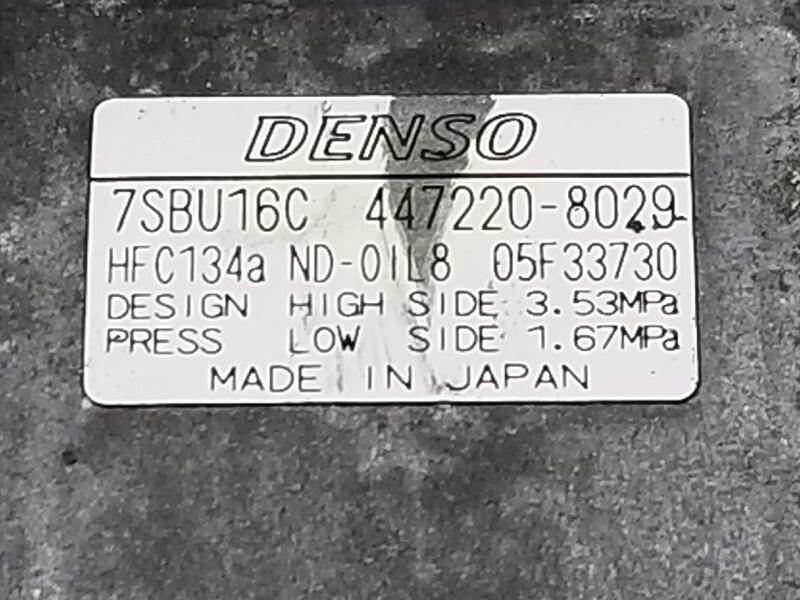 DENSO
7SBU16C 447220-8029
HFC134a ND-OIL8 05F33730
DESIGN HIGH SIDE 3.53MPa
PRESS LOW SIDE 1.67MPa
MADE IN JAPAN